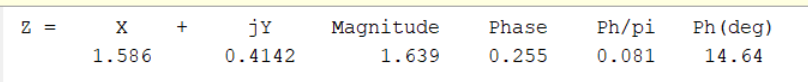 Z = X + jY Magnitude Phase Ph/pi Ph(deg)
1.586 0.4142 1.639 0.255 0.081 14.64